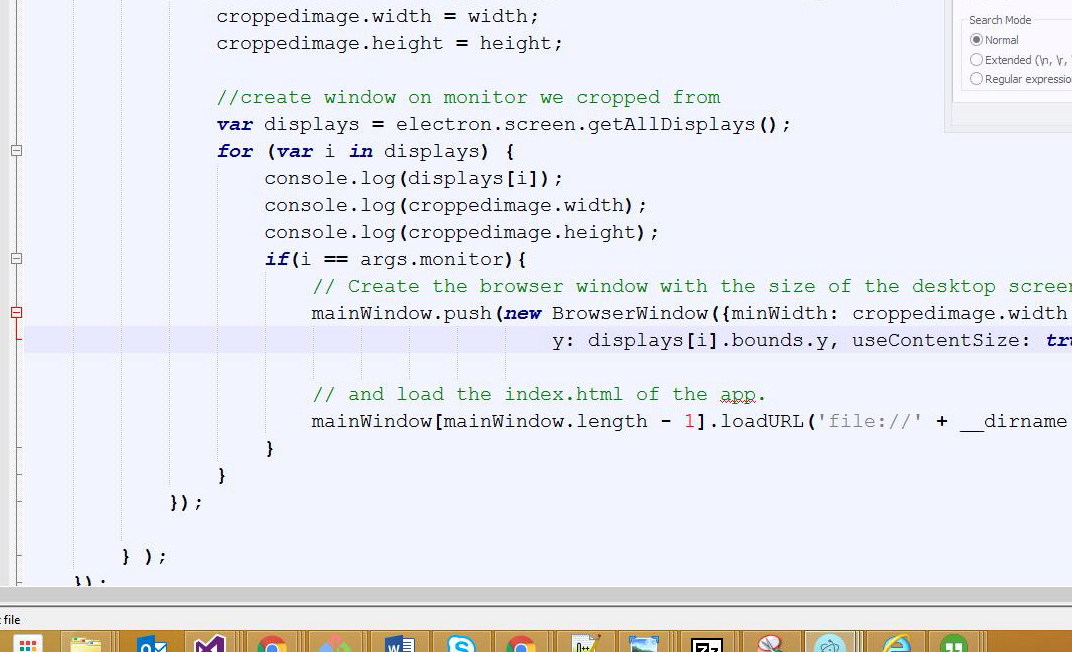 croppedimage.width = width;
croppedimage.height = height;
//create window on monitor we cropped from
var displays = electron.screen.getAllDisplays();
for (var i in displays) {
console.log(displays[i]);
console.log(croppedimage.width);
console.log(croppedimage.height);
if(i == args.monitor){
// Create the browser window with the size of the desktop screen
mainWindow.push(new BrowserWindow({minWidth: croppedimage.width
y: displays[i].bounds.y, useContentSize:
// and load the index.html of the app.
mainWindow[mainWindow.length - 1].loadURL('file://' + __dirname
}
}
});
} );
});
Search Mode
Normal
Extended (\n, \r,
Regular
file